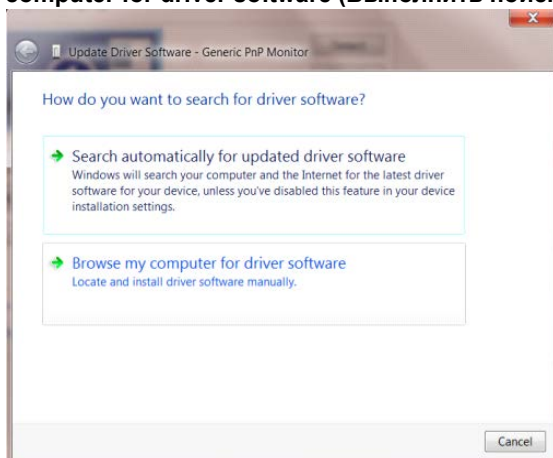 computer for driver software (Выполнить поиск
Update Driver Software - Generic PnP Monitor
How do you want to search for driver software?
Search automatically for updated driver software
Windows will search your computer and the Internet for the latest driver
software for your device, unless you've disabled this feature in your device
installation settings.
Browse my computer for driver software
Locate and install driver software manually.
Cancel